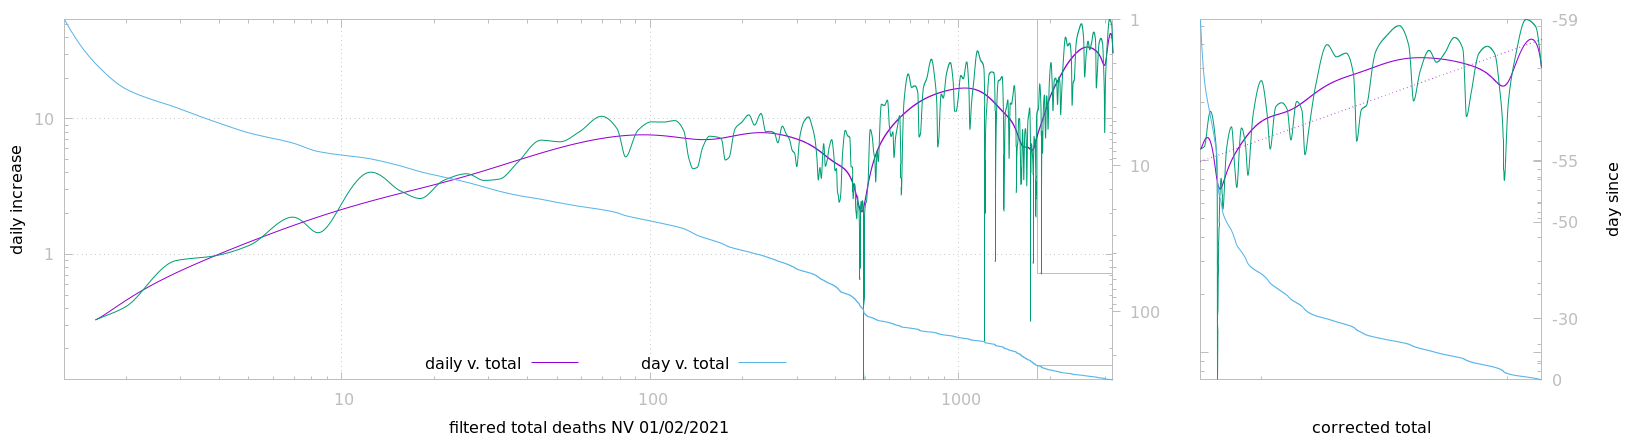 daily increase
10
1
1
10
100
daily v. total
day v. total
10
100
1000
filtered total deaths NV 01/02/2021
-59
-55
-50
-30
0
day since
corrected total